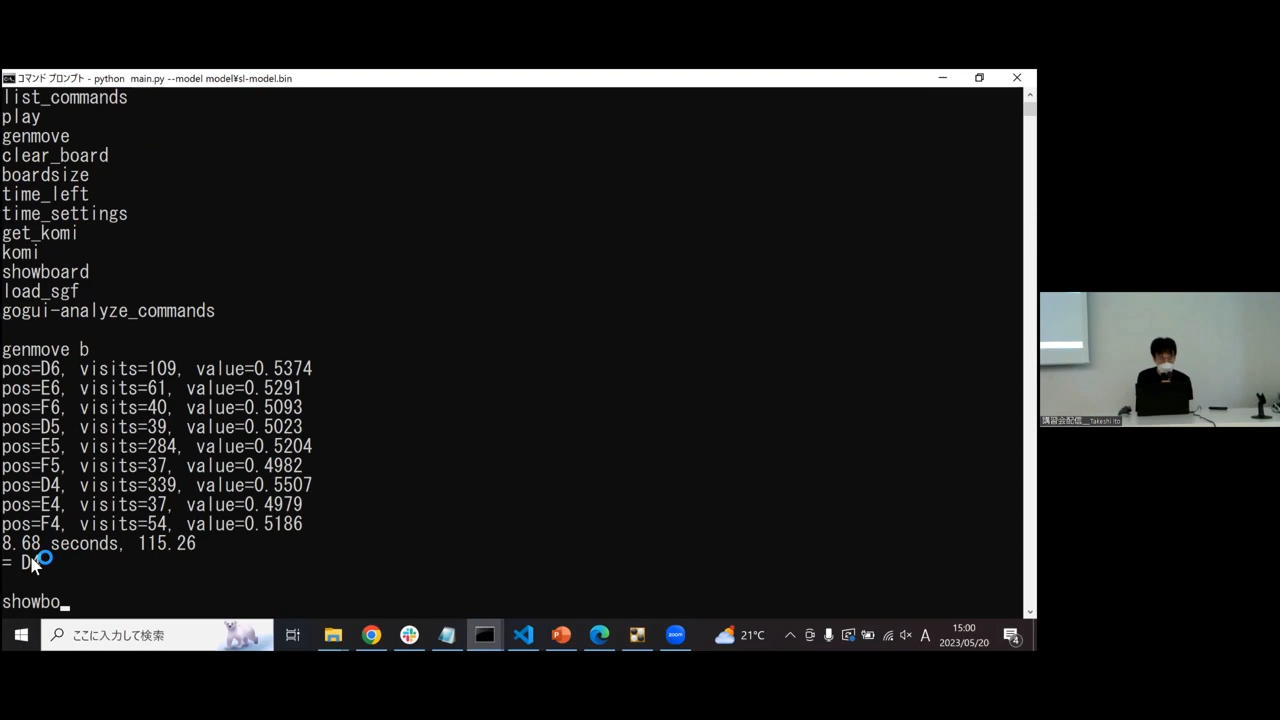 コマンド プロンプト - python  main.py --model model¥sl-model.bin
list_commands
play
genmove
clear_board
boardsize
time_left
time_settings
get_komi
komi
showboard
load_sgf
gogui-analyze_commands
genmove b
pos=D6, visits=109, value=0.5374
pos=E6, visits=61, value=0.5291
pos=F6, visits=40, value=0.5093
pos=D5, visits=39, value=0.5023
pos=E5, visits=284, value=0.5204
pos=F5, visits=37, value=0.4982
pos=D4, visits=339, value=0.5507
pos=E4, visits=37, value=0.4979
pos=F4, visits=54, value=0.5186
8.68 seconds, 115.26
= D4
showbo_
講習会配信__Takeshi Ito
ここに入力して検索
21°C
A
15:00
2023/05/20
4
zoom